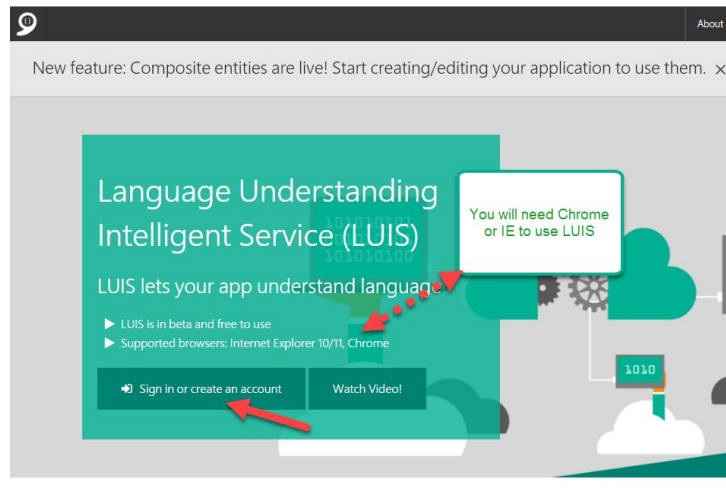 About
New feature: Composite entities are live! Start creating/editing your application to use them. ×
Language Understanding
Intelligent Service (LUIS)
You will need Chrome
or IE to use LUIS
LUIS lets your app understand language
LUIS is in beta and free to use
Supported browsers: Internet Explorer 10/11, Chrome
Sign in or create an account
Watch Video!
1010